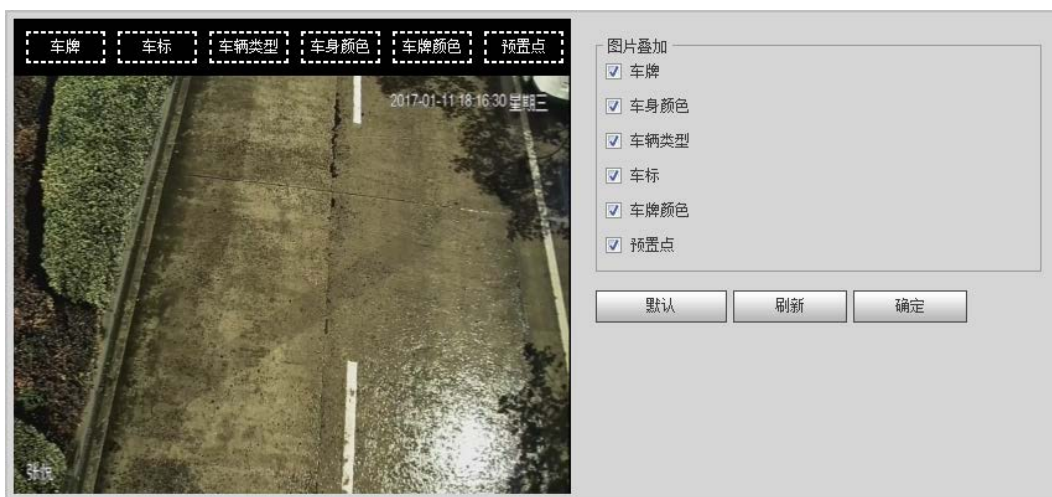 车牌 车标 车辆类型 车身颜色 车牌颜色 预置点
2017-01-11 18:16:30 星期三
张悦
图片叠加
车牌
车身颜色
车辆类型
车标
车牌颜色
预置点
默认 刷新 确定